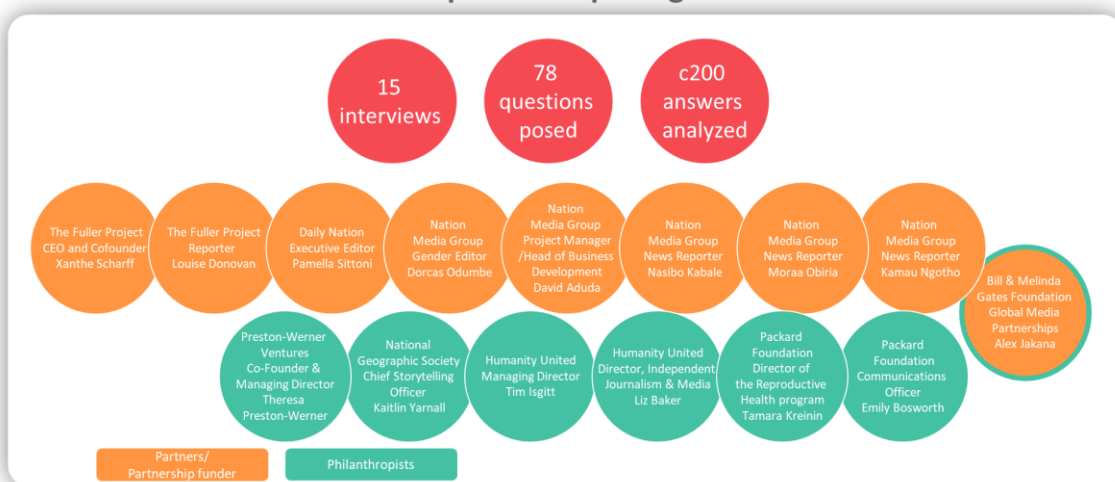 15
interviews
78
questions
posed
c200
answers
analyzed
The Fuller Project
CEO and Cofounder
Xanthe Scharff
The Fuller Project
Reporter
Louise Donovan
Daily Nation
Executive Editor
Pamella Sittoni
Nation
Media Group
Gender Editor
Dorcas Odumbe
Nation
Media Group
Project Manager
/Head of Business
Development
David Aduda
Nation
Media Group
News Reporter
Nasibo Kabale
Nation
Media Group
News Reporter
Moraa Obiria
Nation
Media Group
News Reporter
Kamau Ngotho
Bill & Melinda
Gates Foundation
Global Media
Partnerships
Alex Jakana
Preston-Werner
Ventures
Co-Founder &
Managing Director
Theresa
Preston-Werner
National
Geographic Society
Chief Storytelling
Officer
Kaitlin Yarnall
Humanity United
Managing Director
Tim Isgitt
Humanity United
Director, Independent
Journalism & Media
Liz Baker
Packard
Foundation
Director of
the Reproductive
Health program
Tamara Kreinin
Packard
Foundation
Communications
Officer
Emily Bosworth
Partners/
Partnership funder
Philanthropists